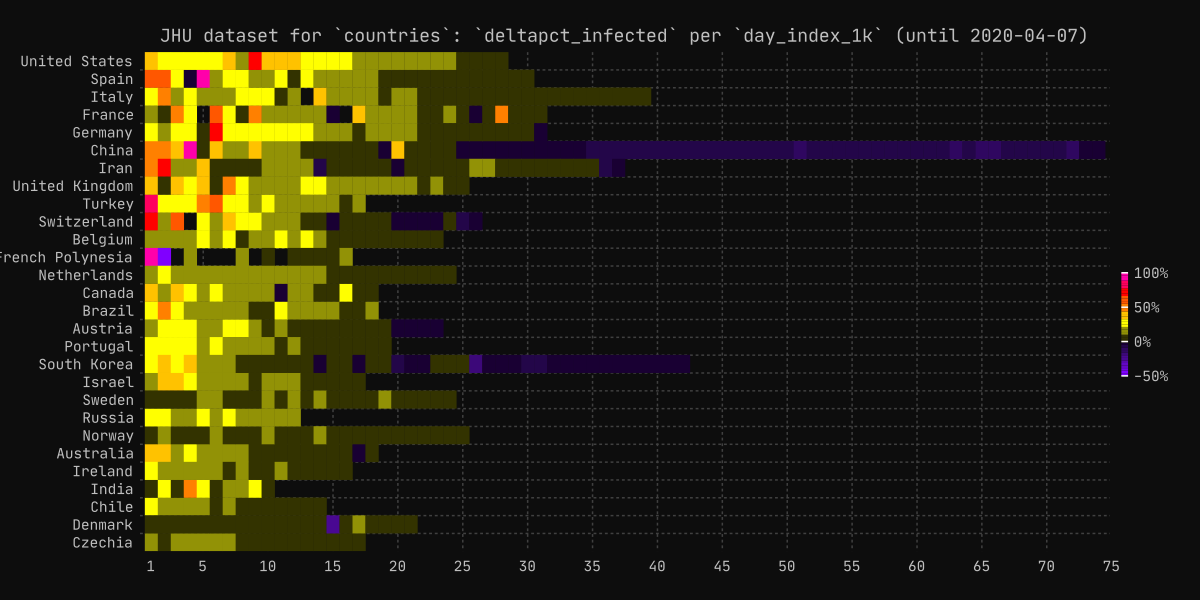 JHU dataset for `countries`: `deltapct_infected` per `day_index_1k` (until 2020-04-07)
United States
Spain
Italy
France
Germany
China
Iran
United Kingdom
Turkey
Switzerland
Belgium
French Polynesia
Netherlands
Canada
Brazil
Austria
Portugal
South Korea
Israel
Sweden
Russia
Norway
Australia
Ireland
India
Chile
Denmark
Czechia
1 5 10 15 20 25 30 35 40 45 50 55 60 65 70 75
100%
50%
0%
-50%